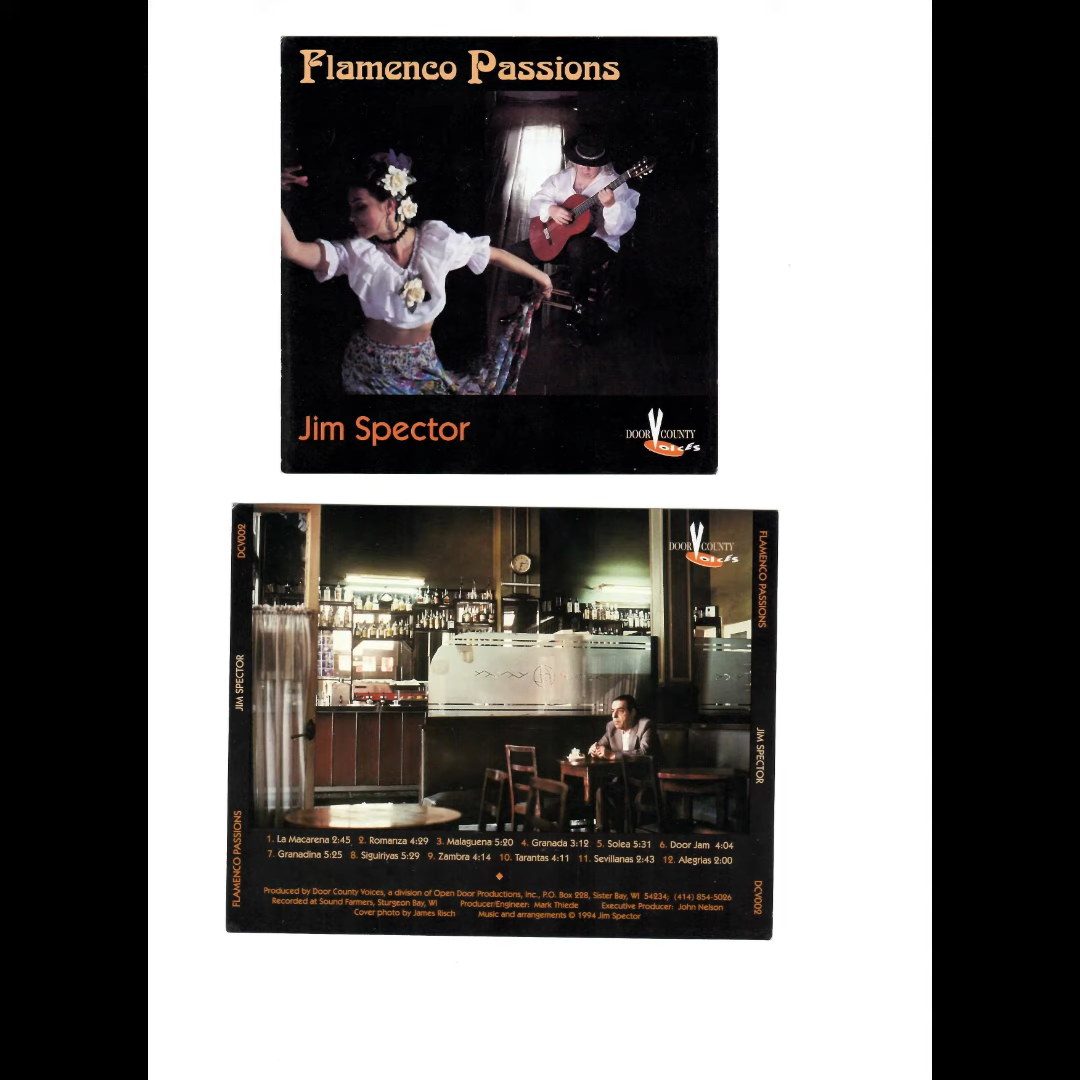 Flamenco Passions
Jim Spector
DOOR COUNTY
VOICES
DCV002
JIM SPECTOR
FLAMENCO PASSIONS
DOOR COUNTY
VOICES
FLAMENCO PASSIONS
JIM SPECTOR
DCV002
1. La Macarena 2:45 2. Romanza 4:29 3. Malaguena 5:20 4. Granada 3:12 5. Solea 5:31 6. Door Jam 4:04
7. Granadina 5:25 8. Siguiriyas 5:29 9. Zambra 4:14 10. Tarantas 4:11 11. Sevillanas 2:43 12. Alegrias 2:00
Produced by Door County Voices, a division of Open Door Productions, Inc., P.O. Box 228, Sister Bay, WI 54234; (414) 854-5026
Recorded at Sound Farmers, Sturgeon Bay, WI Producer/Engineer: Mark Thiede Executive Producer: John Nelson
Cover photo by James Risch Music and arrangements © 1994 Jim Spector